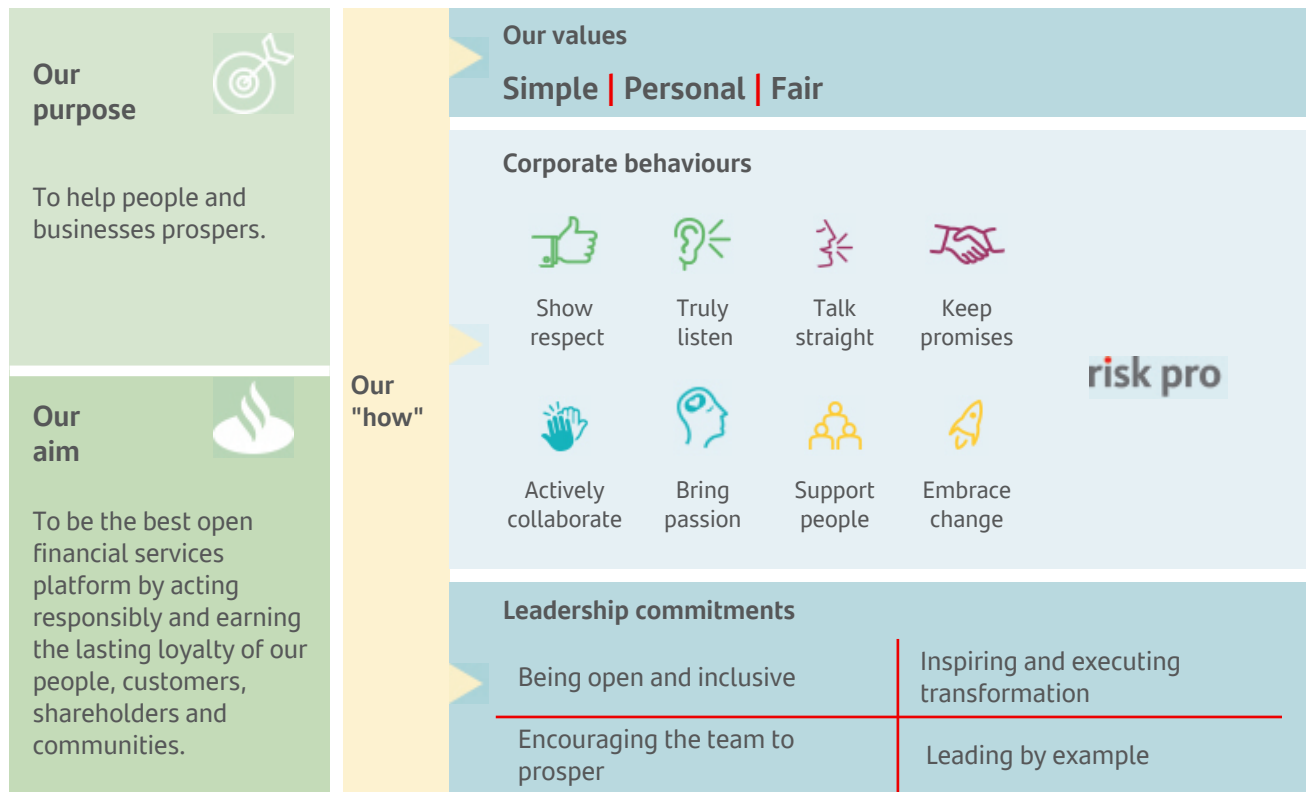 Our
purpose
To help people and
businesses prospers.
Our
aim
To be the best open
financial services
platform by acting
responsibly and earning
the lasting loyalty of our
people, customers,
shareholders and
communities.
Our
"how"
Our values
Simple | Personal | Fair
Corporate behaviours
Show
respect
Truly
listen
Talk
straight
Keep
promises
Actively
collaborate
Bring
passion
Support
people
Embrace
change
risk pro
Leadership commitments
Being open and inclusive
Inspiring and executing
transformation
Encouraging the team to
prosper
Leading by example